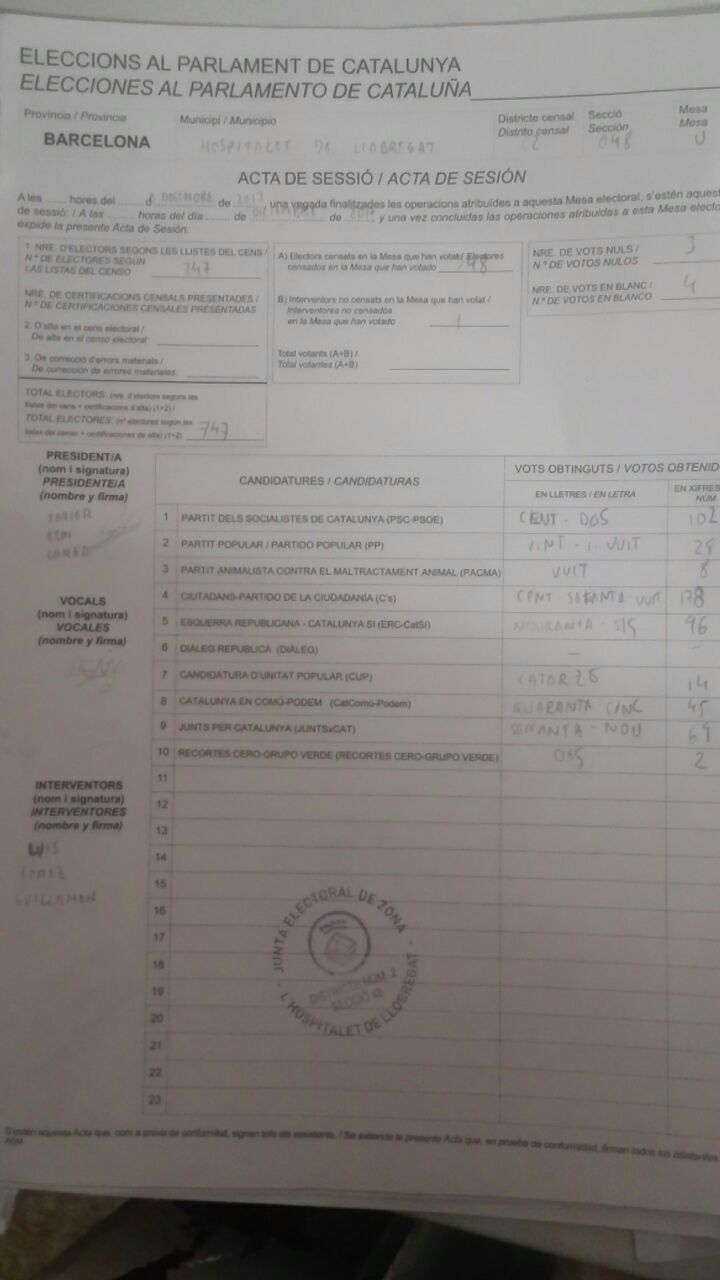 ELECCIONS AL PARLAMENT DE CATALUNYA
ELECCIONES AL PARLAMENTO DE CATALUÑA
Província / Provincia
BARCELONA
Municipi / Municipio
HOSPITALET DE LLOBREGAT
Districte censal
Distrito censal
02
Secció
Sección
048
Mesa
Mesa
U
ACTA DE SESSIÓ / ACTA DE SESIÓN
A les ...... hores del ...... d DESEMBRE de 2017 una vegada finalitzades les operacions atribuïdes a aquesta Mesa electoral, s'estén aquest
de sessió. / A las ...... horas del día ...... de DICIEMBRE de 2017 y una vez concluidas las operaciones atribuidas a esta Mesa elect
expide la presente Acta de Sesión:
1. NRE. D'ELECTORS SEGONS LES LLISTES DEL CENS /
N.º DE ELECTORES SEGÚN
LAS LISTAS DEL CENSO 747
NRE. DE CERTIFICACIONS CENSALS PRESENTADES /
N.º DE CERTIFICACIONES CENSALES PRESENTADAS
2. D'alta en el cens electoral /
De alta en el censo electoral:
3. De correcció d'errors materials /
De corrección de errores materiales:
TOTAL ELECTORS: (nre. d'electors segons les
llistes del cens + certificacions d'alta) (1+2) /
TOTAL ELECTORES: (nº electores según las
listas del censo + certificaciones de alta) (1+2) 747
A) Electors censats en la Mesa que han votat / Electores
censados en la Mesa que han votado
B) Interventors no censats en la Mesa que han votat /
Interventores no censados
en la Mesa que han votado 1
Total votants (A+B) /
Total votantes (A+B)
NRE. DE VOTS NULS /
N.º DE VOTOS NULOS 3
NRE. DE VOTS EN BLANC /
N.º DE VOTOS EN BLANCO 4
PRESIDENT/A
(nom i signatura)
PRESIDENTE/A
(nombre y firma)
VOCALS
(nom i signatura)
VOCALES
(nombre y firma)
INTERVENTORS
(nom i signatura)
INTERVENTORES
(nombre y firma)
LUIS
GOMEZ
GUILLAMON
CANDIDATURES / CANDIDATURAS
VOTS OBTINGUTS / VOTOS OBTENID
EN LLETRES / EN LETRA
EN XIFRES
NÚM
1 PARTIT DELS SOCIALISTES DE CATALUNYA (PSC-PSOE) CENT - DOS 102
2 PARTIT POPULAR / PARTIDO POPULAR (PP) VINT - I - VUIT 28
3 PARTIT ANIMALISTA CONTRA EL MALTRACTAMENT ANIMAL (PACMA) VUIT 8
4 CIUTADANS-PARTIDO DE LA CIUDADANÍA (C's) CENT - SETANTA VUIT 178
5 ESQUERRA REPUBLICANA - CATALUNYA SÍ (ERC-CatSí) NOURANTA - SIS 96
6 DIÀLEG REPUBLICÀ (DIÀLEG) — -
7 CANDIDATURA D'UNITAT POPULAR (CUP) CATORZE 14
8 CATALUNYA EN COMÚ-PODEM (CatComú-Podem) QUARANTA - CINC 45
9 JUNTS PER CATALUNYA (JUNTSxCAT) SEIXANTA - NOU 69
10 RECORTES CERO-GRUPO VERDE (RECORTES CERO-GRUPO VERDE) DOS 2
11
12
13
14
15
16
17
18
19
20
21
22
23
JUNTA ELECTORAL DE ZONA
DISTRICTE NÚM. 2
SECCIÓ 48
L'HOSPITALET DE LLOBREGAT
S'estén aquesta Acta que, com a prova de conformitat, signen tots els assistents. / Se extiende la presente Acta que, en prueba de conformidad, firman todos los asistentes.